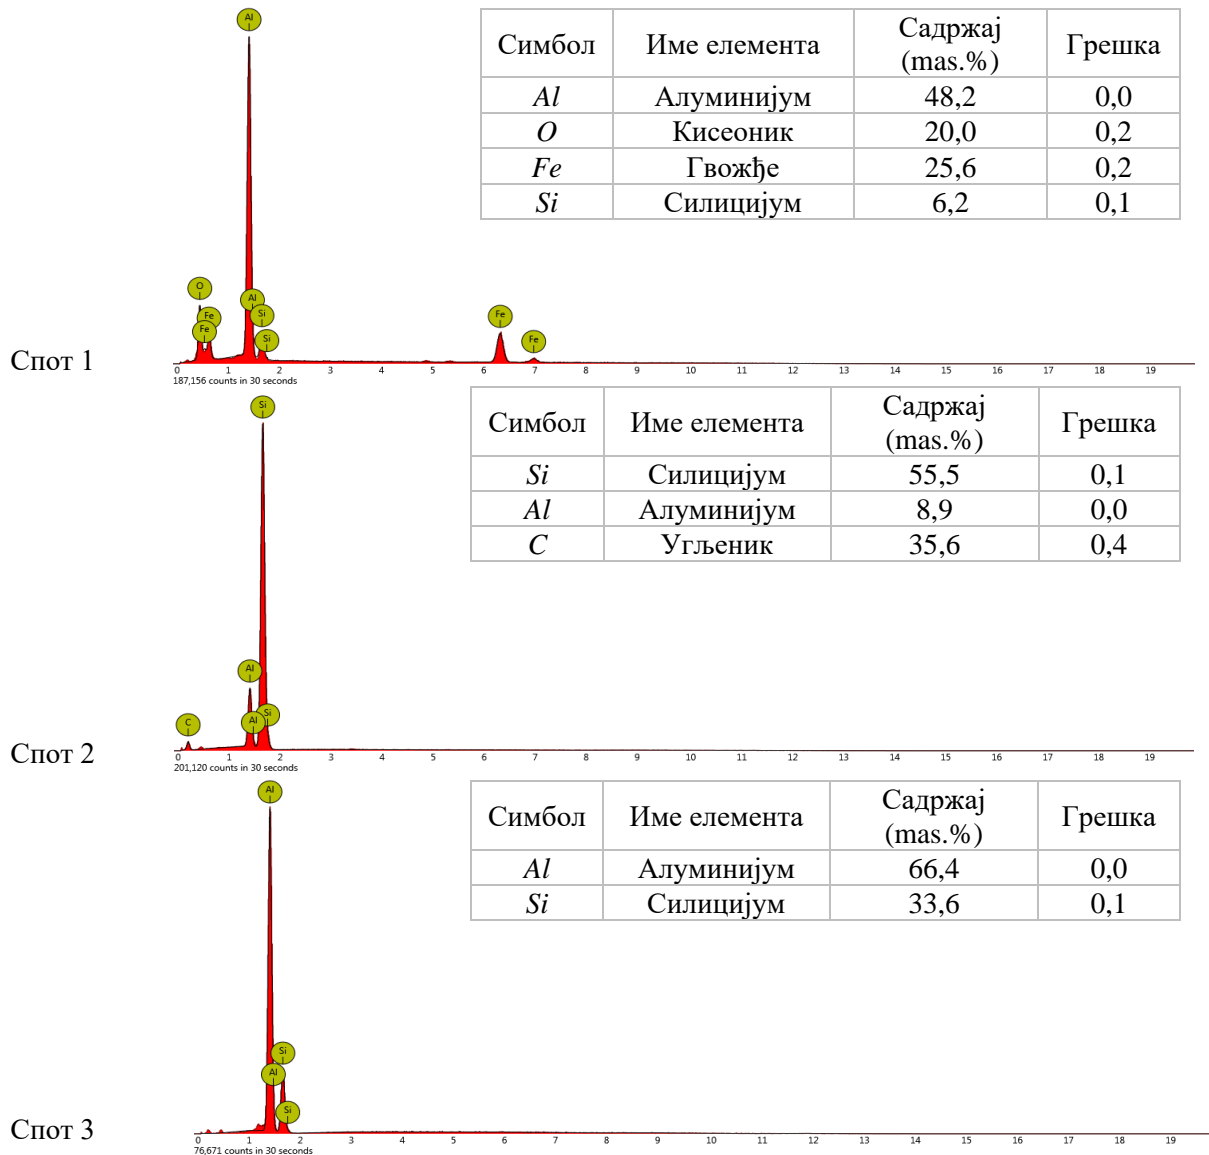 Al
Симбол Име елемента Садржај (mas.%) Грешка
Al Алуминијум 48,2 0,0
O Кисеоник 20,0 0,2
Fe Гвожђе 25,6 0,2
Si Силицијум 6,2 0,1
O Fe Fe Al Si Si Fe Fe
Спот 1
0 1 2 3 4 5 6 7 8 9 10 11 12 13 14 15 16 17 18 19
187,156 counts in 30 seconds
Si
Симбол Име елемента Садржај (mas.%) Грешка
Si Силицијум 55,5 0,1
Al Алуминијум 8,9 0,0
C Угљеник 35,6 0,4
C Al Al Si
Спот 2
0 1 2 3 4 5 6 7 8 9 10 11 12 13 14 15 16 17 18 19
201,120 counts in 30 seconds
Al
Симбол Име елемента Садржај (mas.%) Грешка
Al Алуминијум 66,4 0,0
Si Силицијум 33,6 0,1
Si Al Si
Спот 3
0 1 2 3 4 5 6 7 8 9 10 11 12 13 14 15 16 17 18 19
76,671 counts in 30 seconds